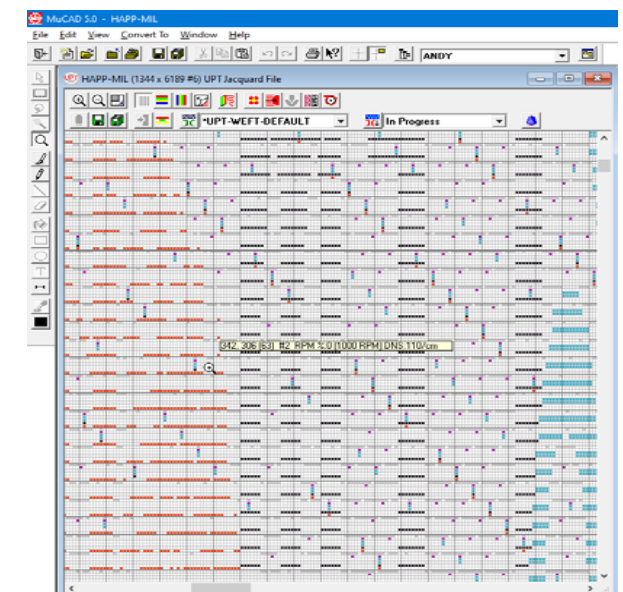 MuCAD 5.0 - HAPP-MIL
File Edit View Convert To Window Help
ANDY
HAPP-MIL (1344 x 6189 #6) UPT Jacquard File
*UPT-WEFT-DEFAULT In Progress
342, 306 [63] #2 RPM %.0 [1000 RPM] DNS.110/cm